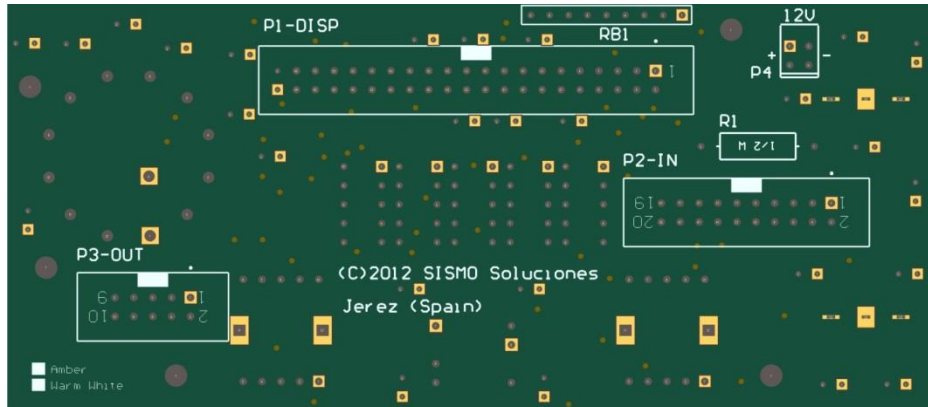 P1-DISP
RB1
12V
+ -
P4
1
R1
1/2 W
P2-IN
19 1
20 2
P3-OUT
9 1
10 2
(C)2012 SISMO Soluciones
Jerez (Spain)
Amber
Warm White